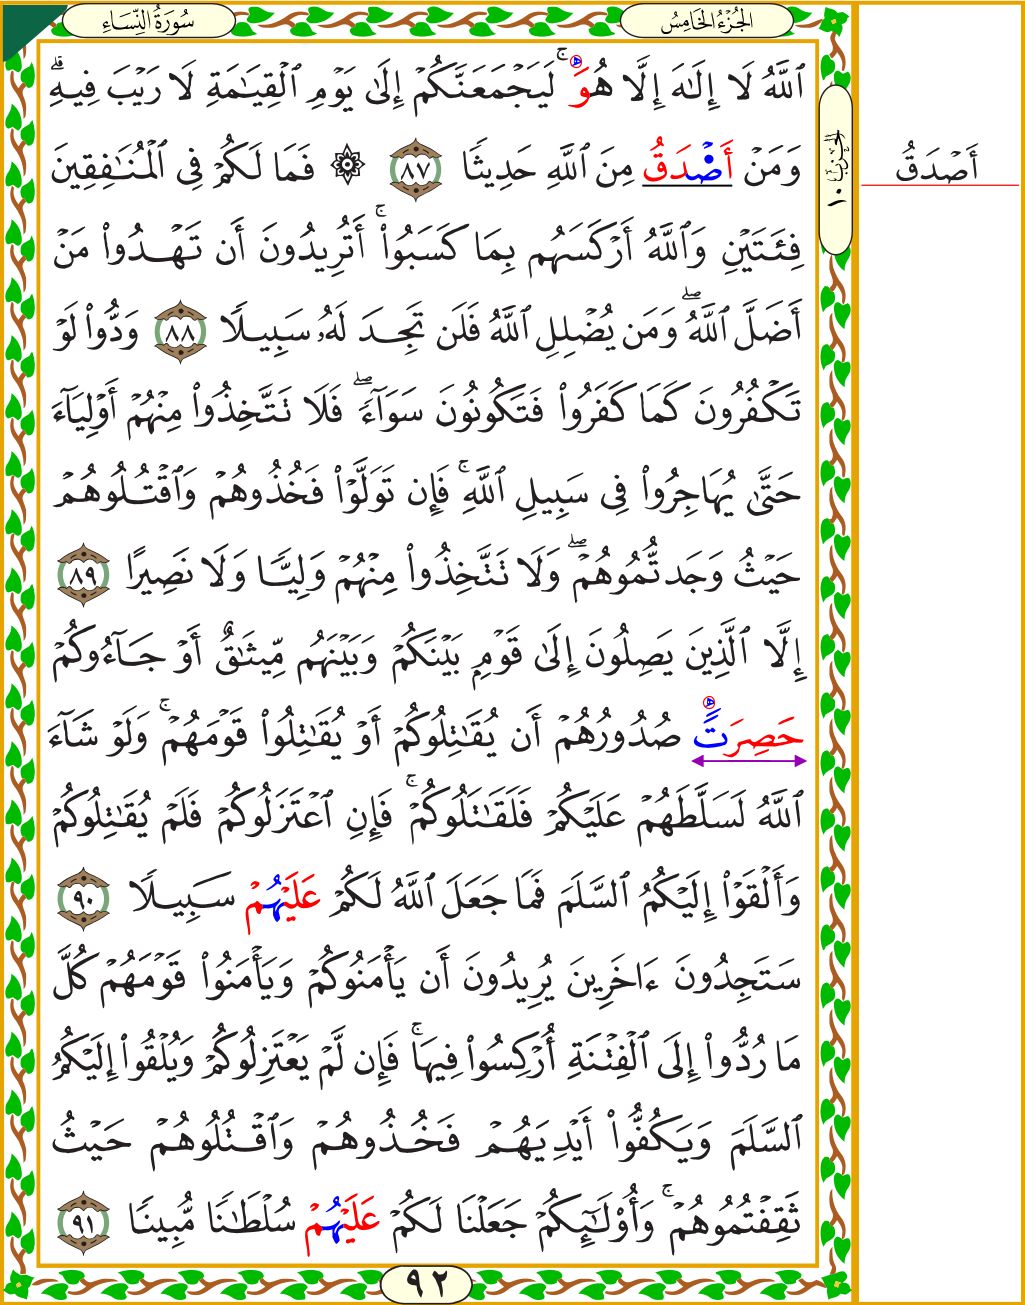 الجُزْءُ الخَامِسُ
سُورَةُ النِّسَاءِ
ٱللَّهُ لَآ إِلَٰهَ إِلَّا هُوَۚ لَيَجْمَعَنَّكُمْ إِلَىٰ يَوْمِ ٱلْقِيَٰمَةِ لَا رَيْبَ فِيهِۗ
وَمَنْ أَصْدَقُ مِنَ ٱللَّهِ حَدِيثًا ٨٧ ۞ فَمَا لَكُمْ فِى ٱلْمُنَٰفِقِينَ
فِئَتَيْنِ وَٱللَّهُ أَرْكَسَهُم بِمَا كَسَبُوٓا۟ۚ أَتُرِيدُونَ أَن تَهْدُوا۟ مَنْ
أَضَلَّ ٱللَّهُۖ وَمَن يُضْلِلِ ٱللَّهُ فَلَن تَجِدَ لَهُۥ سَبِيلًا ٨٨ وَدُّوا۟ لَوْ
تَكْفُرُونَ كَمَا كَفَرُوا۟ فَتَكُونُونَ سَوَآءًۖ فَلَا تَتَّخِذُوا۟ مِنْهُمْ أَوْلِيَآءَ
حَتَّىٰ يُهَاجِرُوا۟ فِى سَبِيلِ ٱللَّهِۚ فَإِن تَوَلَّوْا۟ فَخُذُوهُمْ وَٱقْتُلُوهُمْ
حَيْثُ وَجَدتُّمُوهُمْۖ وَلَا تَتَّخِذُوا۟ مِنْهُمْ وَلِيًّا وَلَا نَصِيرًا ٨٩
إِلَّا ٱلَّذِينَ يَصِلُونَ إِلَىٰ قَوْمٍۭ بَيْنَكُمْ وَبَيْنَهُم مِّيثَٰقٌ أَوْ جَآءُوكُمْ
حَصِرَتْ صُدُورُهُمْ أَن يُقَٰتِلُوكُمْ أَوْ يُقَٰتِلُوا۟ قَوْمَهُمْۚ وَلَوْ شَآءَ
ٱللَّهُ لَسَلَّطَهُمْ عَلَيْكُمْ فَلَقَٰتَلُوكُمْۚ فَإِنِ ٱعْتَزَلُوكُمْ فَلَمْ يُقَٰتِلُوكُمْ
وَأَلْقَوْا۟ إِلَيْكُمُ ٱلسَّلَمَ فَمَا جَعَلَ ٱللَّهُ لَكُمْ عَلَيْهُمْ سَبِيلًا ٩٠
سَتَجِدُونَ ءَاخَرِينَ يُرِيدُونَ أَن يَأْمَنُوكُمْ وَيَأْمَنُوا۟ قَوْمَهُمْ كُلَّ
مَا رُدُّوٓا۟ إِلَى ٱلْفِتْنَةِ أُرْكِسُوا۟ فِيهَاۚ فَإِن لَّمْ يَعْتَزِلُوكُمْ وَيُلْقُوٓا۟ إِلَيْكُمُ
ٱلسَّلَمَ وَيَكُفُّوٓا۟ أَيْدِيَهُمْ فَخُذُوهُمْ وَٱقْتُلُوهُمْ حَيْثُ
ثَقِفْتُمُوهُمْۚ وَأُو۟لَٰٓئِكُمْ جَعَلْنَا لَكُمْ عَلَيْهُمْ سُلْطَٰنًا مُّبِينًا ٩١
الحِزْبُ ١٠
أَصْدَقُ
٩٢